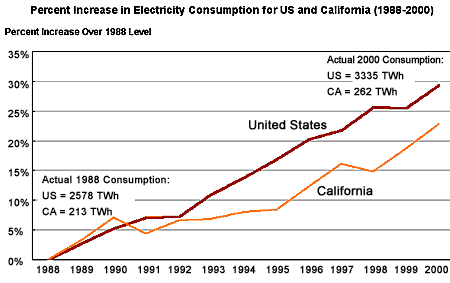 Percent Increase in Electricity Consumption for US and California (1988-2000)
Percent Increase Over 1988 Level
Actual 2000 Consumption:
US = 3335 TWh
CA = 262 TWh
35%
30%
25%
20%
15%
10%
5%
0%
United States
California
Actual 1988 Consumption:
US = 2578 TWh
CA = 213 TWh
1988 1989 1990 1991 1992 1993 1994 1995 1996 1997 1998 1999 2000